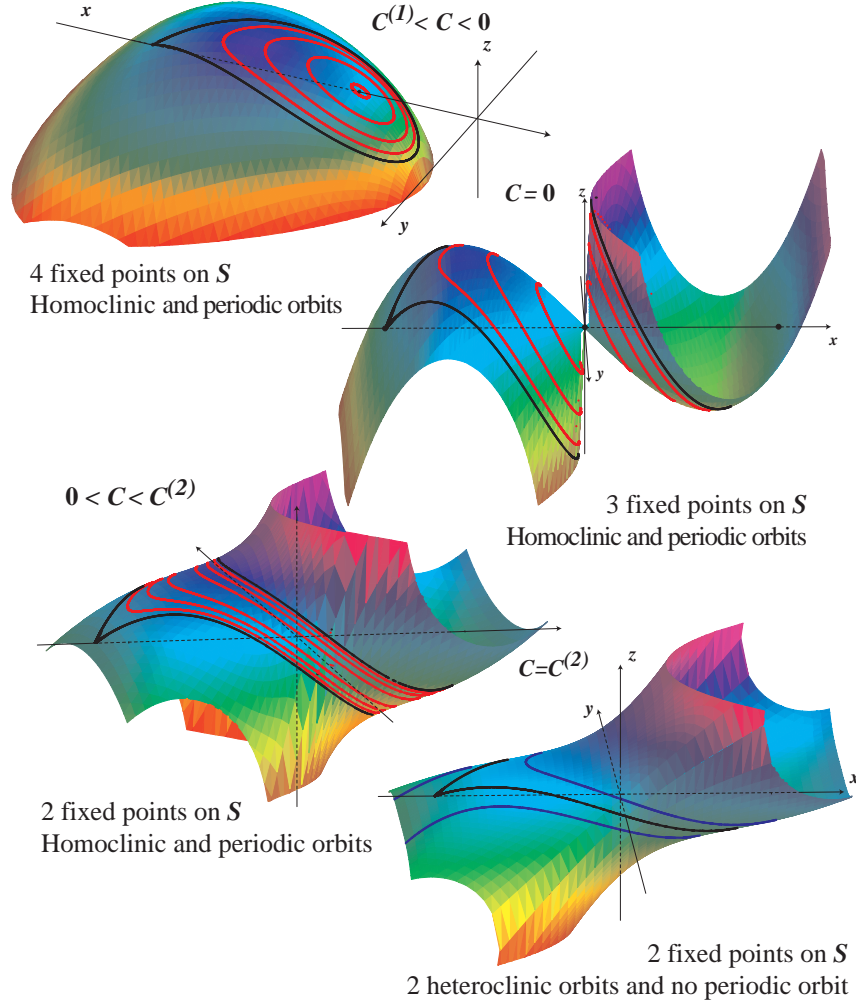 x
C(1) < C < 0
z
y
4 fixed points on S
Homoclinic and periodic orbits
C = 0
z
x
y
3 fixed points on S
Homoclinic and periodic orbits
0 < C < C(2)
2 fixed points on S
Homoclinic and periodic orbits
C=C(2)
z
y
x
2 fixed points on S
2 heteroclinic orbits and no periodic orbit